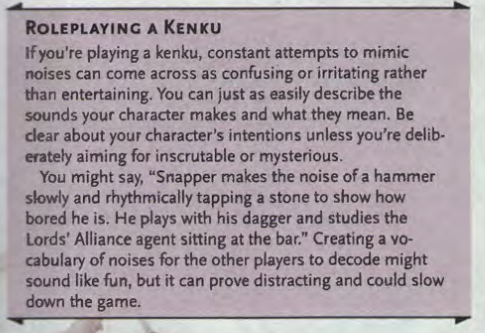 ROLEPLAYING A KENKU
If you're playing a kenku, constant attempts to mimic
noises can come across as confusing or irritating rather
than entertaining. You can just as easily describe the
sounds your character makes and what they mean. Be
clear about your character's intentions unless you're delib-
erately aiming for inscrutable or mysterious.
You might say, "Snapper makes the noise of a hammer
slowly and rhythmically tapping a stone to show how
bored he is. He plays with his dagger and studies the
Lords' Alliance agent sitting at the bar." Creating a vo-
cabulary of noises for the other players to decode might
sound like fun, but it can prove distracting and could slow
down the game.